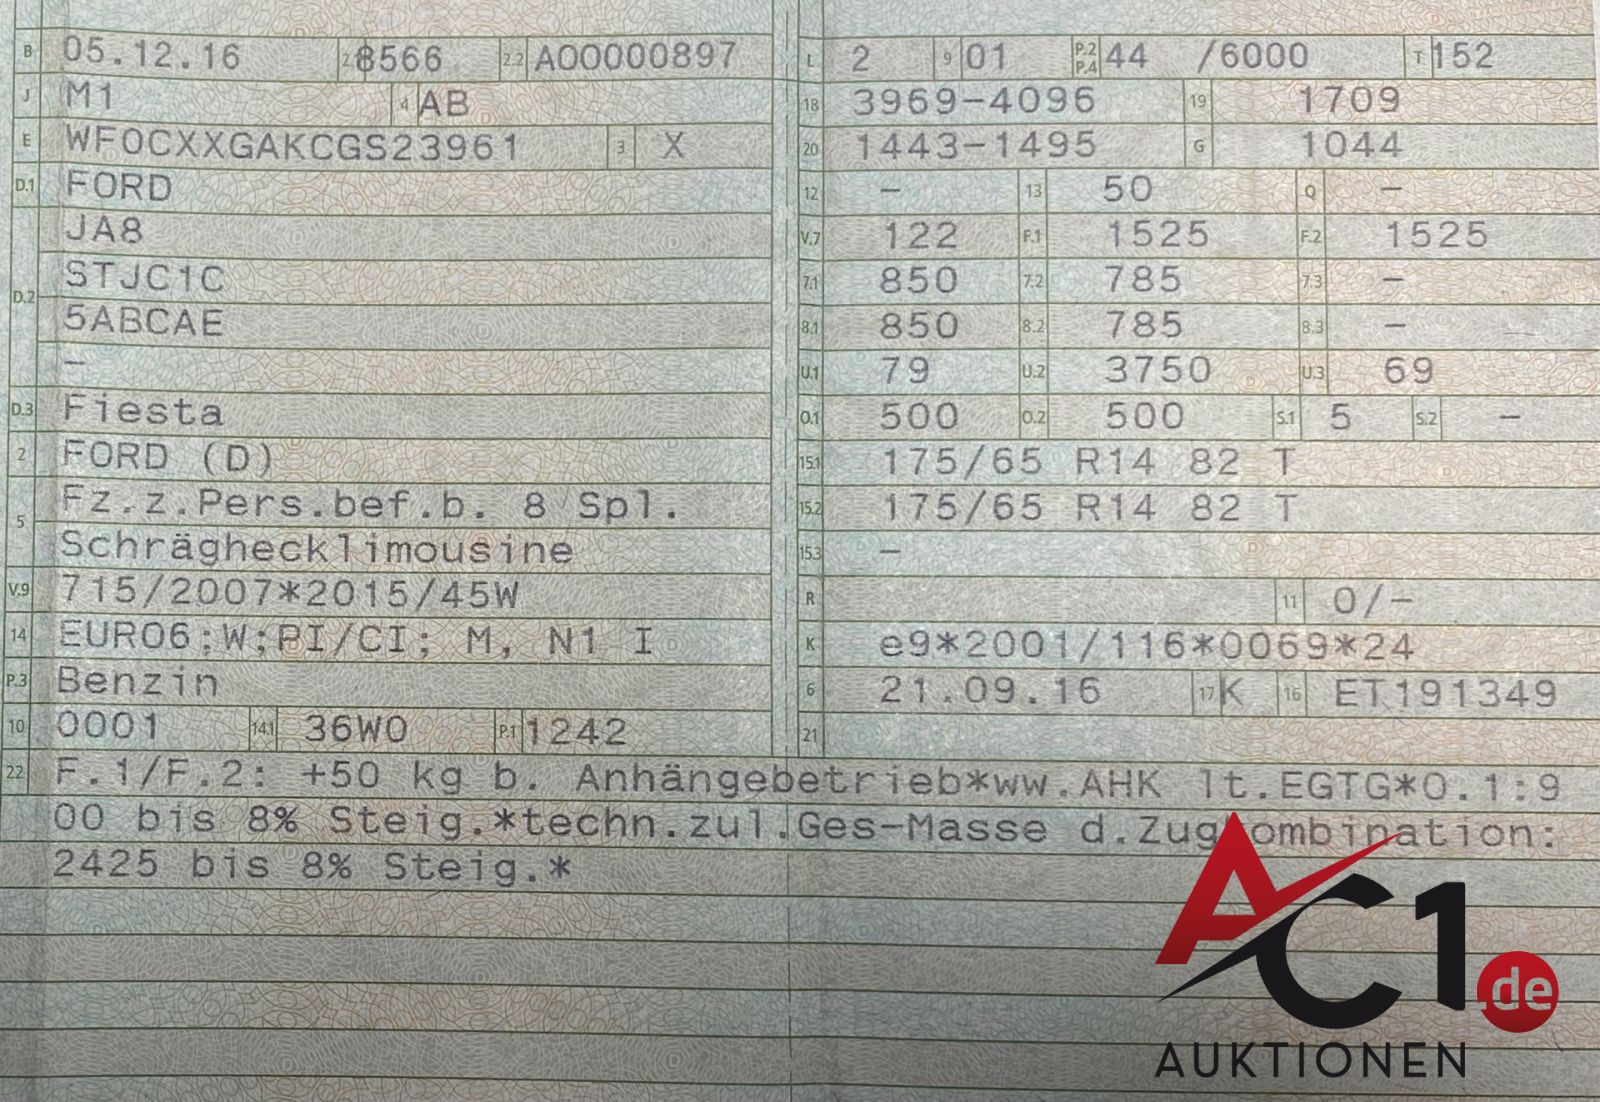 B 05.12.16 2.1 8566 2.2 A00000897
J M1 4 AB
E WF0CXXGAKCGS23961 3 X
D.1 FORD
D.2 JA8
STJC1C
5ABCAE
–
D.3 Fiesta
2 FORD (D)
5 Fz.z.Pers.bef.b. 8 Spl.
Schräghecklimousine
V.9 715/2007*2015/45W
14 EURO6;W;PI/CI; M, N1 I
P.3 Benzin
10 0001 14.1 36W0 P.1 1242
L 2 9 01 P.2 P.4 44 /6000 T 152
18 3969-4096 19 1709
20 1443-1495 G 1044
12 – 13 50 Q –
V.7 122 F.1 1525 F.2 1525
7.1 850 7.2 785 7.3 –
8.1 850 8.2 785 8.3 –
U.1 79 U.2 3750 U.3 69
O.1 500 O.2 500 S.1 5 S.2 –
15.1 175/65 R14 82 T
15.2 175/65 R14 82 T
15.3 –
R 11 0/–
K e9*2001/116*0069*24
6 21.09.16 17 K 16 ET191349
21
22 F.1/F.2: +50 kg b. Anhängebetrieb*ww.AHK lt.EGTG*O.1:9
00 bis 8% Steig.*techn.zul.Ges-Masse d.Zugkombination:
2425 bis 8% Steig.*
AC1.de
AUKTIONEN